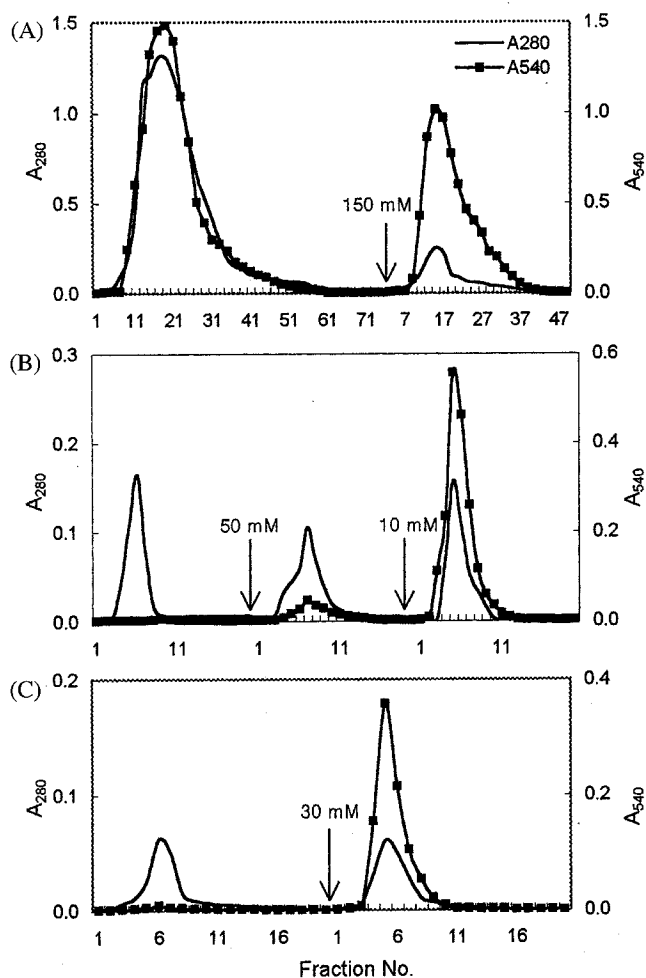 (A)
1.5 1.5
A280
A540
1.0 1.0
A₂₈₀ A₅₄₀
150 mM
0.5 0.5
0.0 0.0
1 11 21 31 41 51 61 71 7 17 27 37 47
(B)
0.3 0.6
0.2 0.4
A₂₈₀ A₅₄₀
50 mM 10 mM
0.1 0.2
0.0 0.0
1 11 1 11 1 11
(C)
0.2 0.4
A₂₈₀ A₅₄₀
0.1 0.2
30 mM
0.0 0.0
1 6 11 16 1 6 11 16
Fraction No.